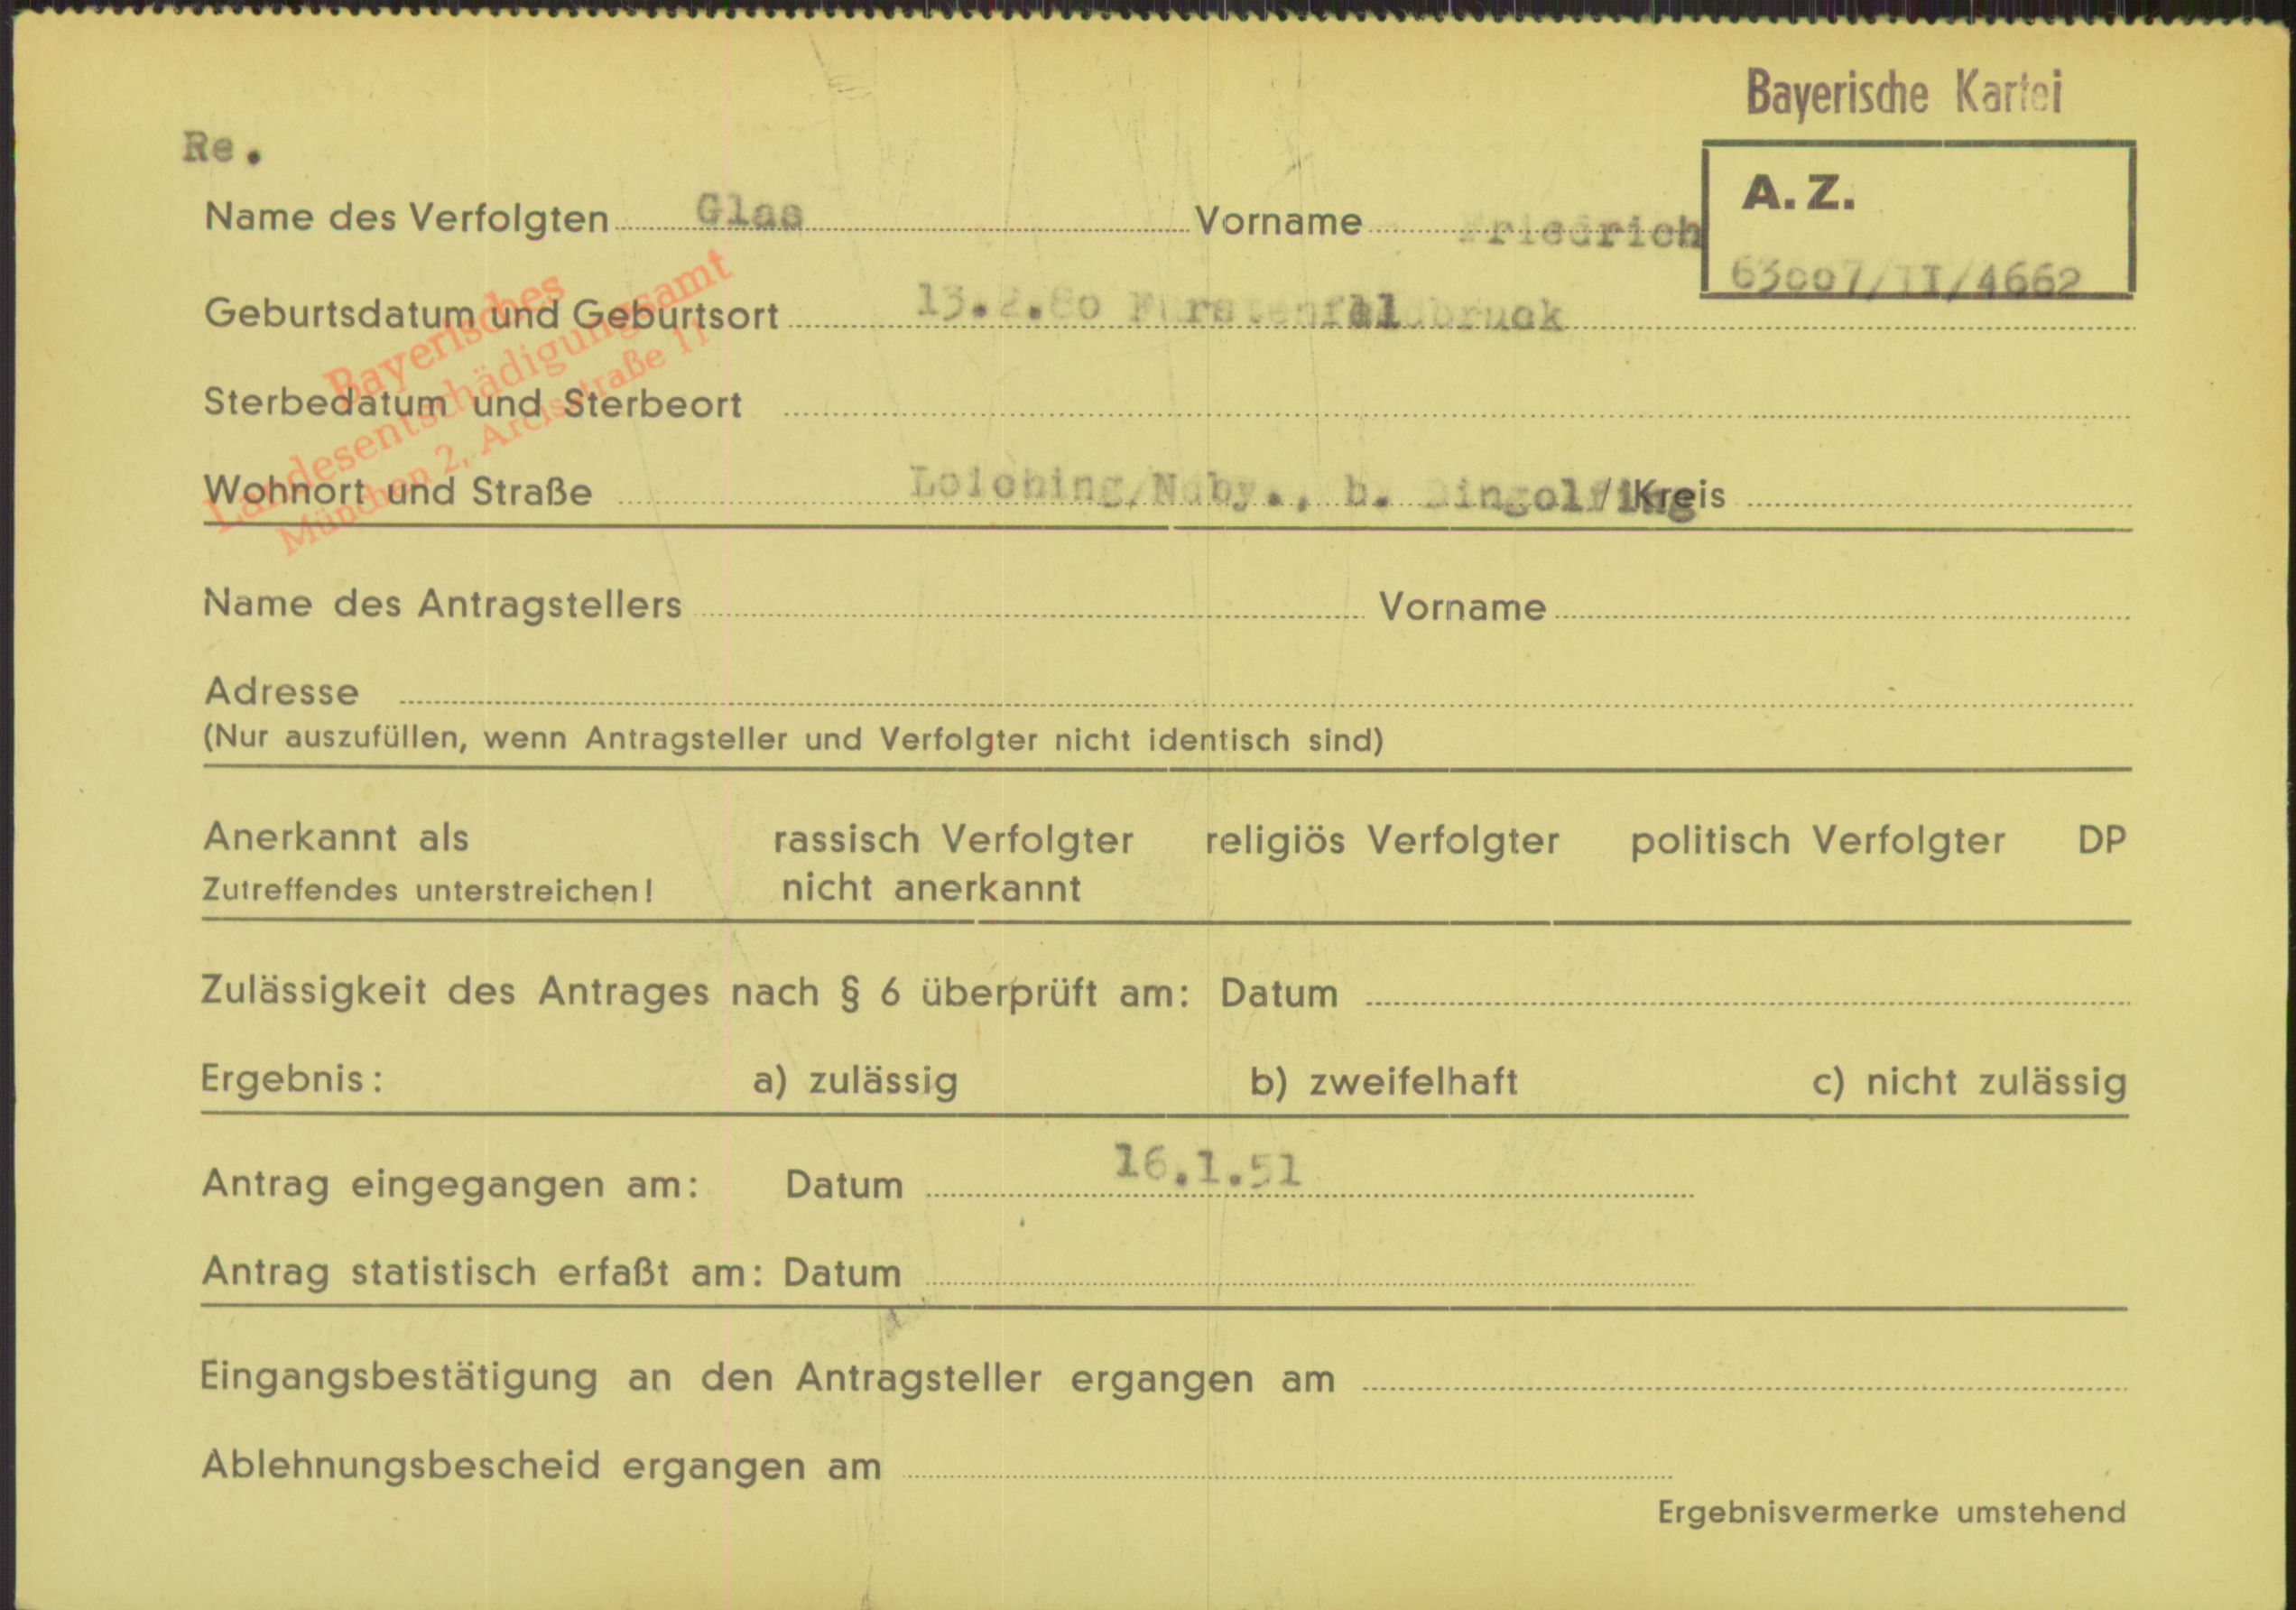 Bayerische Kartei
Re.
A.Z.
63007/II/4662
Name des Verfolgten Glas Vorname Friedrich
Geburtsdatum und Geburtsort 13.2.80 Fürstenfeldbruck
Bayerisches
Landesentschädigungsamt
München 2, Arcisstraße 11
Sterbedatum und Sterbeort
Wohnort und Straße Loiching/Ndby., b. Dingolfing / Kreis
Name des Antragstellers Vorname
Adresse
(Nur auszufüllen, wenn Antragsteller und Verfolgter nicht identisch sind)
Anerkannt als rassisch Verfolgter religiös Verfolgter politisch Verfolgter DP
Zutreffendes unterstreichen! nicht anerkannt
Zulässigkeit des Antrages nach § 6 überprüft am: Datum
Ergebnis: a) zulässig b) zweifelhaft c) nicht zulässig
Antrag eingegangen am: Datum 16.1.51
Antrag statistisch erfaßt am: Datum
Eingangsbestätigung an den Antragsteller ergangen am
Ablehnungsbescheid ergangen am
Ergebnisvermerke umstehend